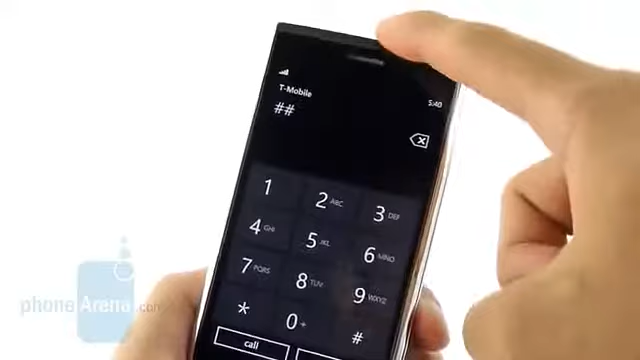 T-Mobile
5:40
##
1
2 ABC
3 DEF
4 GHI
5 JKL
6 MNO
7 PQRS
8 TUV
9 WXYZ
*
0 +
#
call
phoneArena.com